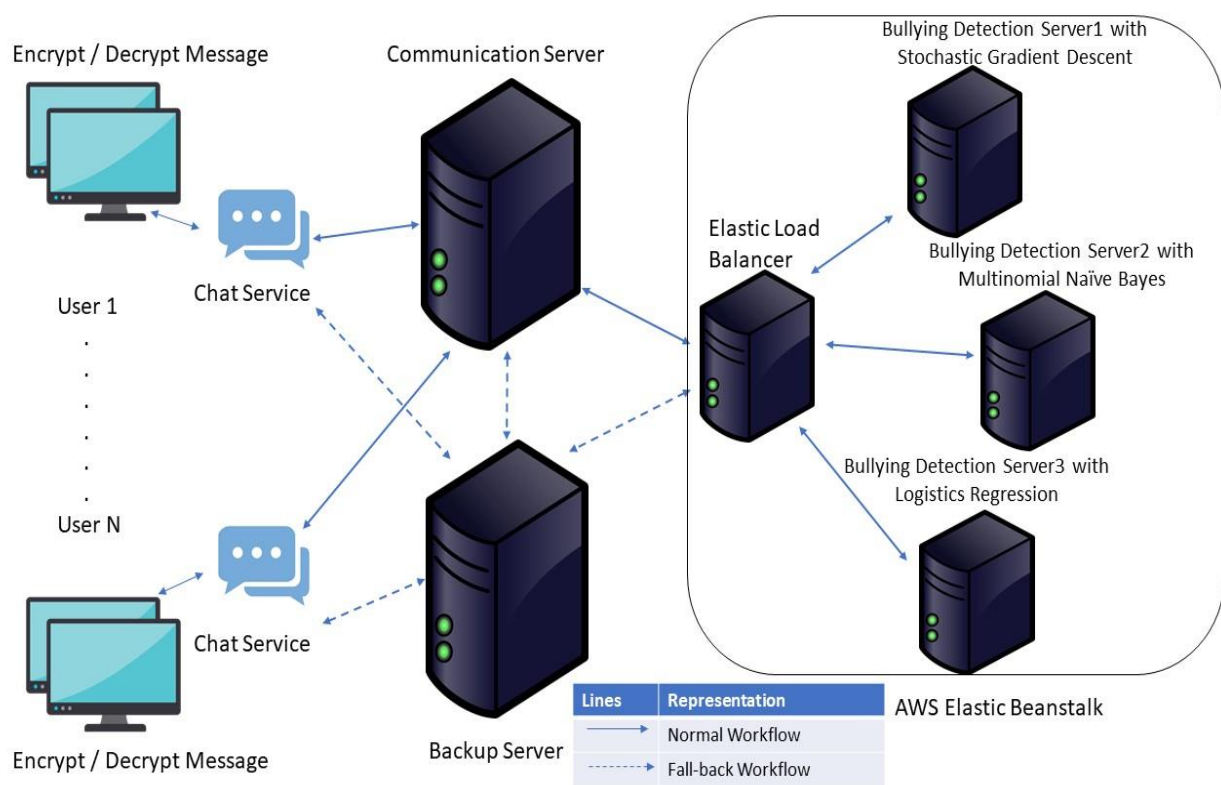 Encrypt / Decrypt Message
Communication Server
Bullying Detection Server1 with
Stochastic Gradient Descent
Elastic Load
Balancer
Bullying Detection Server2 with
Multinomial Naïve Bayes
Chat Service
User 1
.
.
.
.
.
.
User N
Bullying Detection Server3 with
Logistics Regression
Chat Service
Encrypt / Decrypt Message
Backup Server
Lines Representation
Normal Workflow
Fall-back Workflow
AWS Elastic Beanstalk